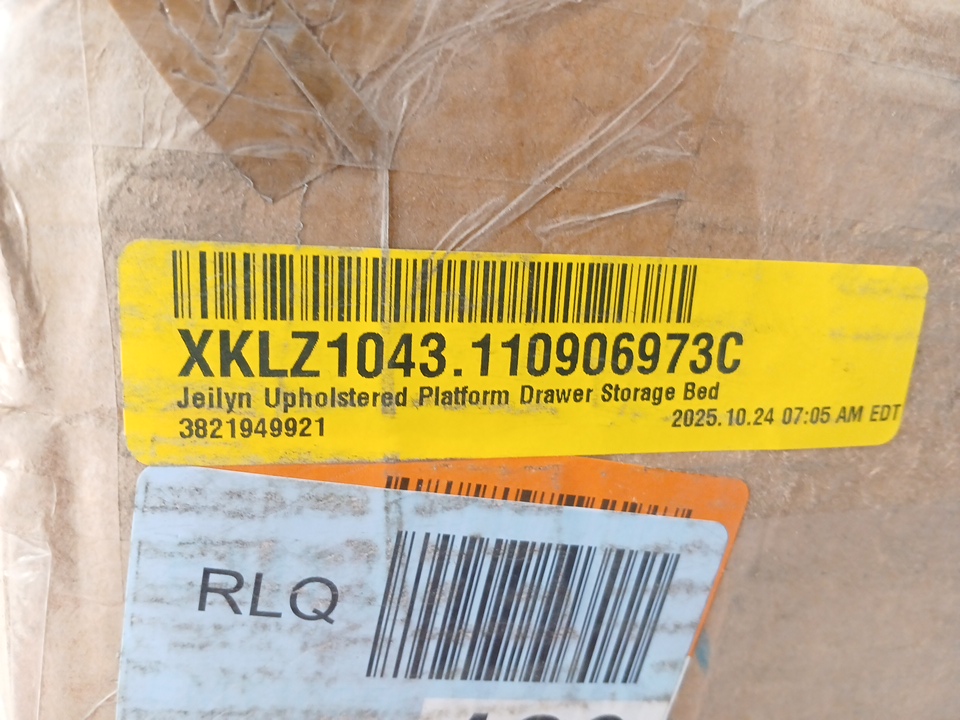 XKLZ1043.110906973C
Jeilyn Upholstered Platform Drawer Storage Bed
3821949921
2025.10.24 07:05 AM EDT
RLQ